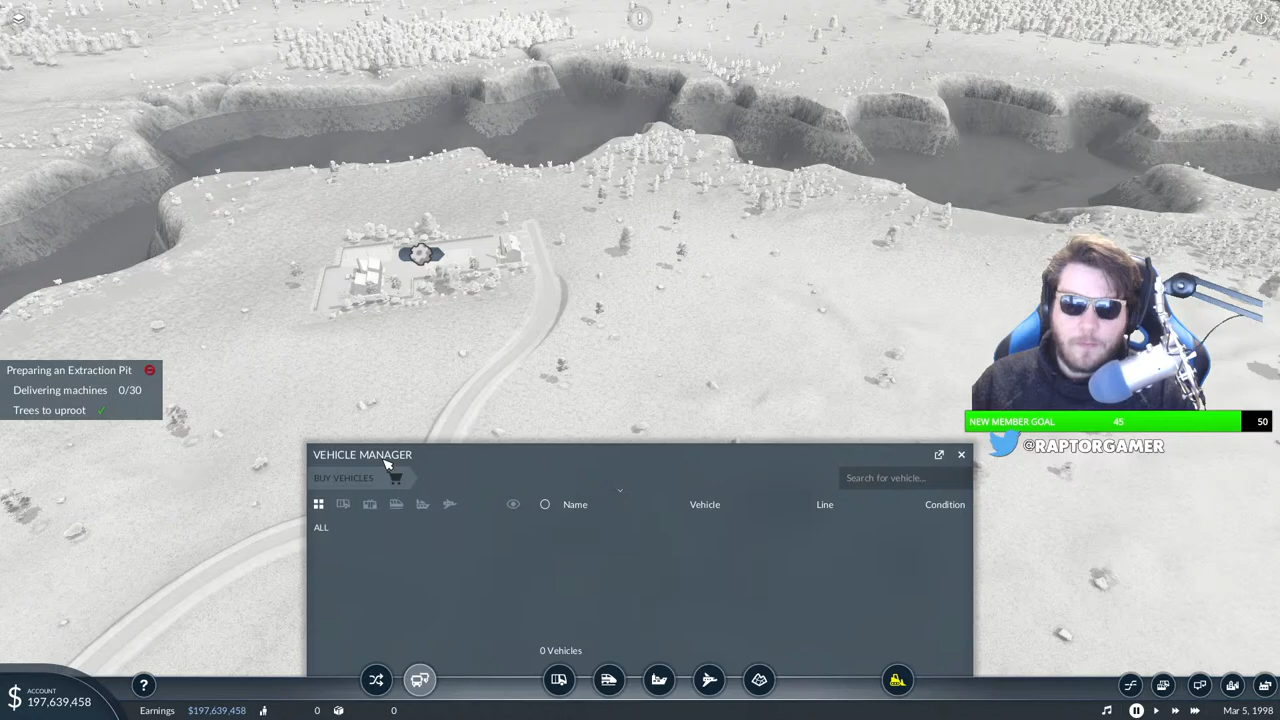 Preparing an Extraction Pit
Delivering machines 0/30
Trees to uproot
NEW MEMBER GOAL 45 50
@RAPTORGAMER
VEHICLE MANAGER
BUY VEHICLES
Search for vehicle...
Name Vehicle Line Condition
ALL
0 Vehicles
?
$ ACCOUNT
197,639,458
Earnings $197,639,458 0 0
Mar 5, 1998